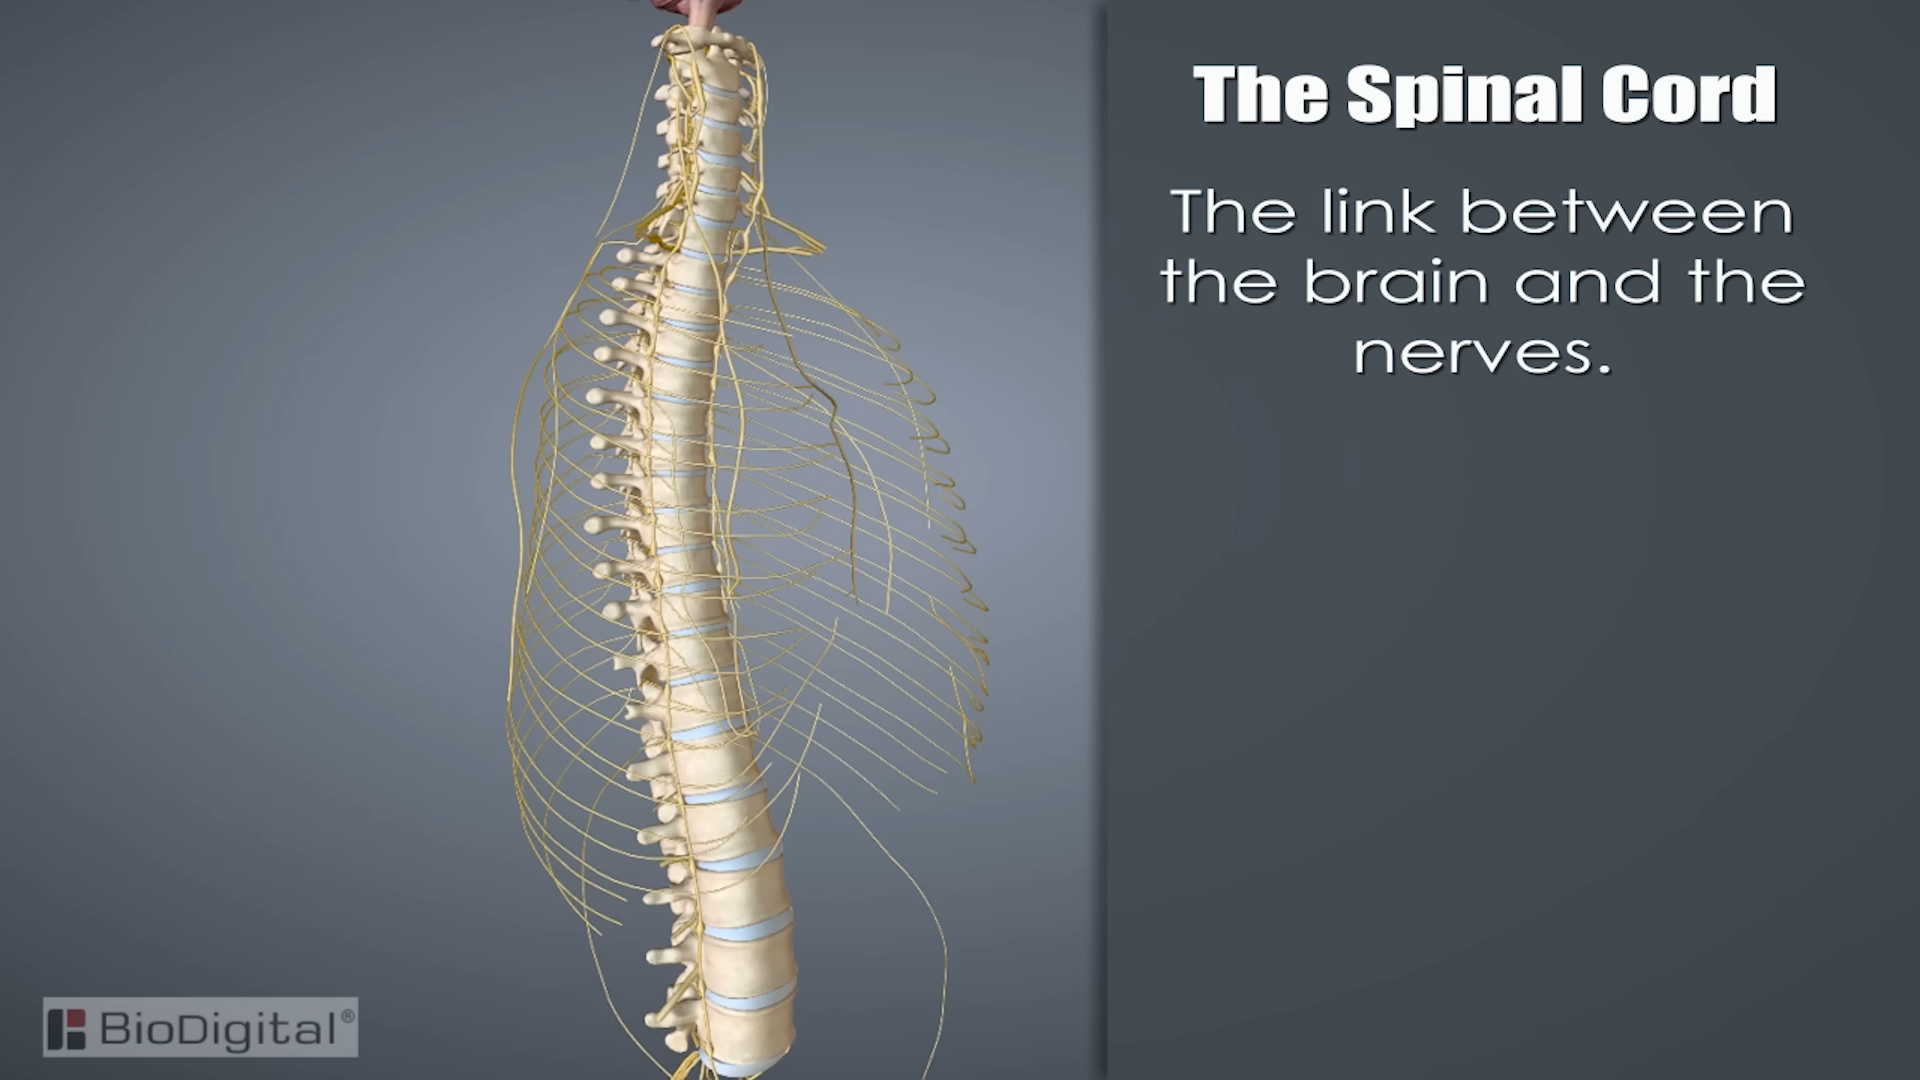 The Spinal Cord
The link between
the brain and the
nerves.
BioDigital®